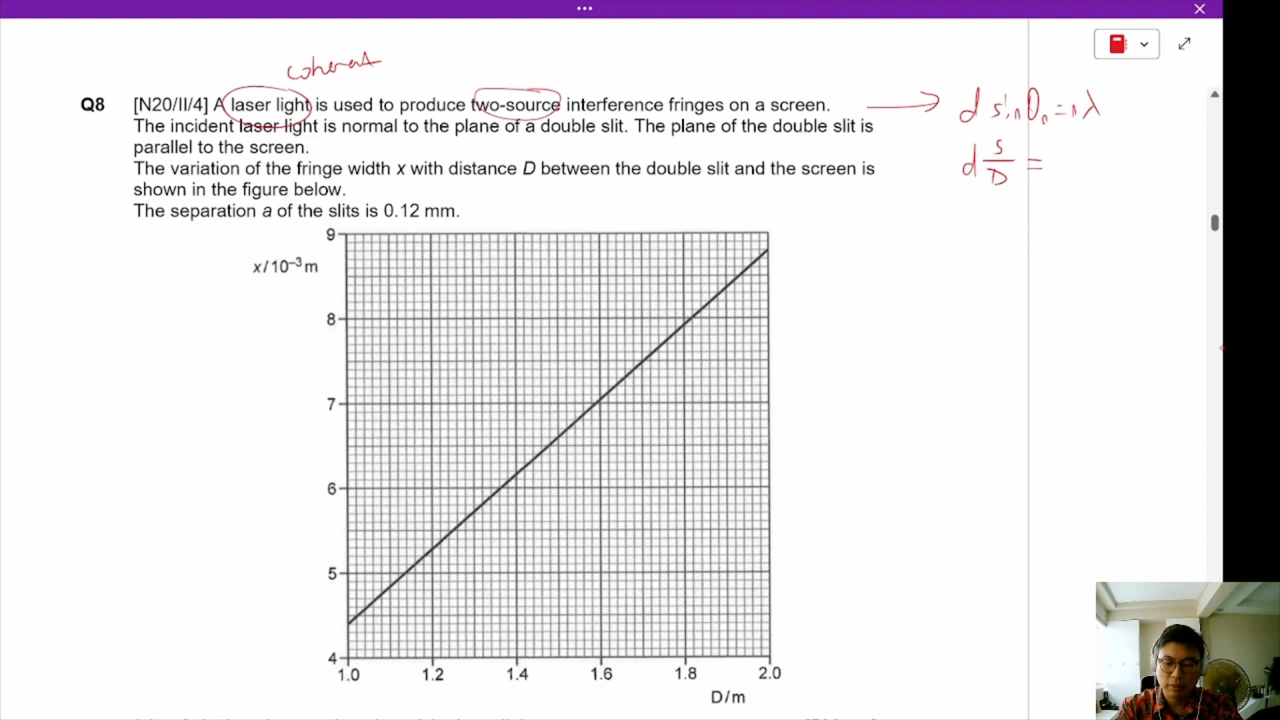 coherent
Q8 [N20/II/4] A laser light is used to produce two-source interference fringes on a screen.
The incident laser light is normal to the plane of a double slit. The plane of the double slit is
parallel to the screen.
The variation of the fringe width x with distance D between the double slit and the screen is
shown in the figure below.
The separation a of the slits is 0.12 mm.
d sinθₙ = nλ
d s/D =
x/10⁻³ m
9
8
7
6
5
4
1.0 1.2 1.4 1.6 1.8 2.0
D/m